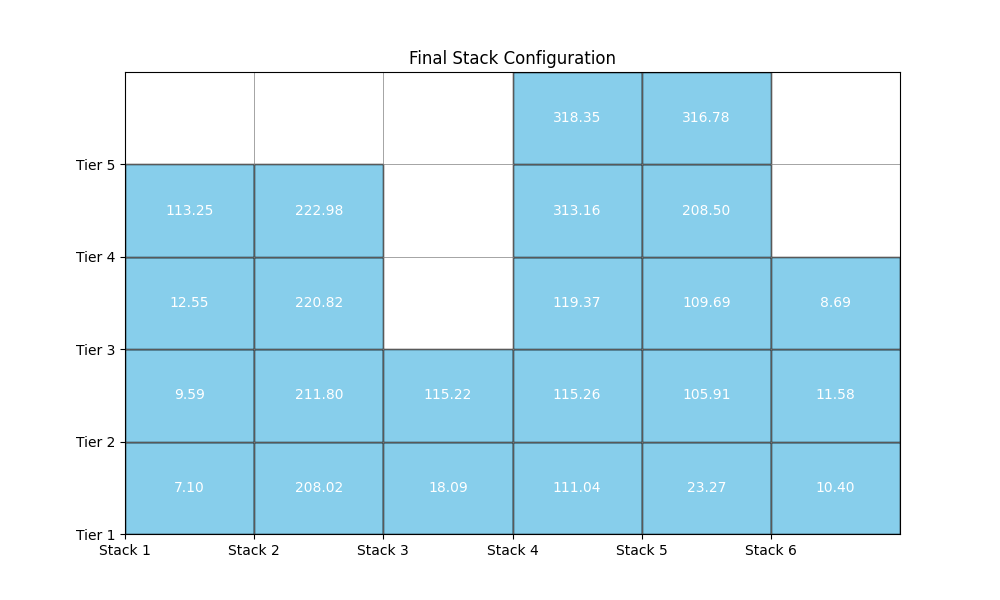 Final Stack Configuration
318.35 316.78
Tier 5
113.25 222.98 313.16 208.50
Tier 4
12.55 220.82 119.37 109.69 8.69
Tier 3
9.59 211.80 115.22 115.26 105.91 11.58
Tier 2
7.10 208.02 18.09 111.04 23.27 10.40
Tier 1
Stack 1 Stack 2 Stack 3 Stack 4 Stack 5 Stack 6